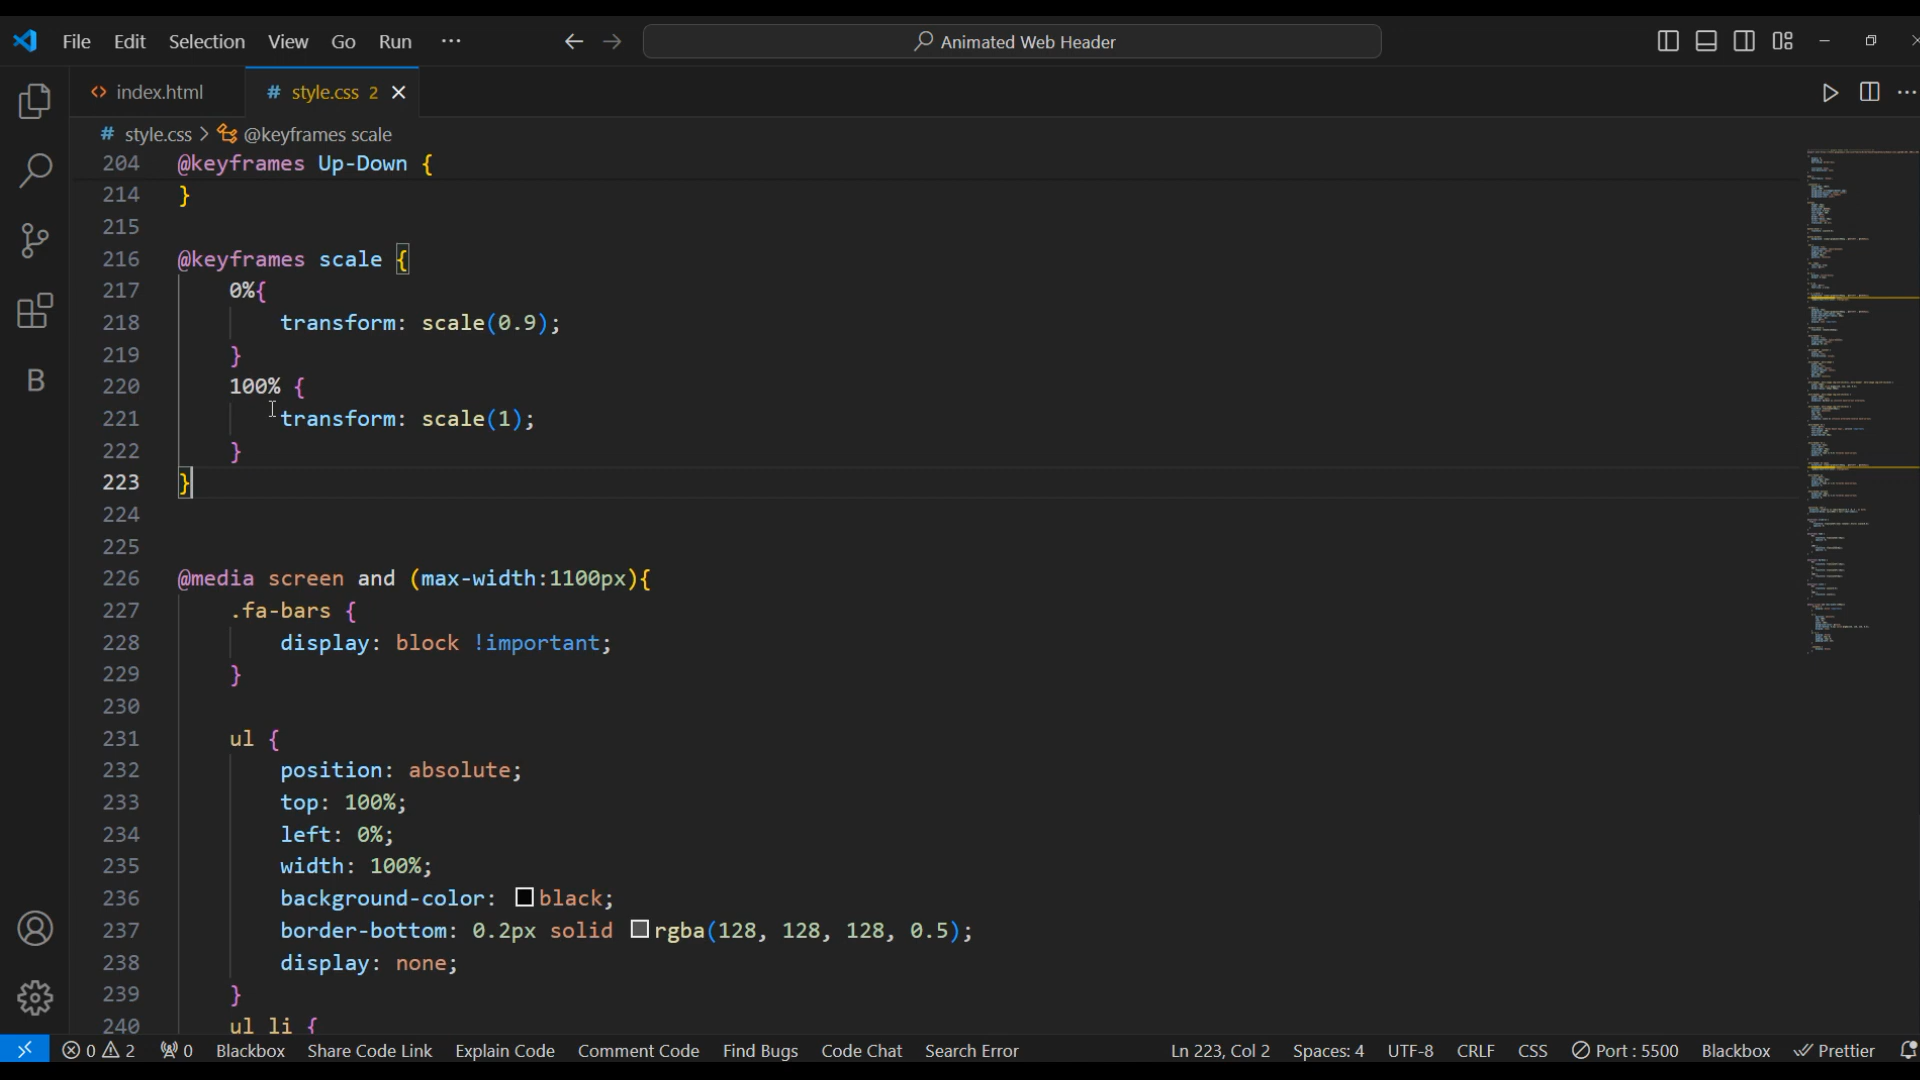 File Edit Selection View Go Run ··· Animated Web Header
index.html # style.css 2
# style.css > @keyframes scale
204 @keyframes Up-Down {
214 }
215
216 @keyframes scale {
217 0%{
218 transform: scale(0.9);
219 }
220 100% {
221 transform: scale(1);
222 }
223 }
224
225
226 @media screen and (max-width:1100px){
227 .fa-bars {
228 display: block !important;
229 }
230
231 ul {
232 position: absolute;
233 top: 100%;
234 left: 0%;
235 width: 100%;
236 background-color: black;
237 border-bottom: 0.2px solid rgba(128, 128, 128, 0.5);
238 display: none;
239 }
240 ul li {
B
0 2 0 Blackbox Share Code Link Explain Code Comment Code Find Bugs Code Chat Search Error Ln 223, Col 2 Spaces: 4 UTF-8 CRLF CSS Port : 5500 Blackbox Prettier